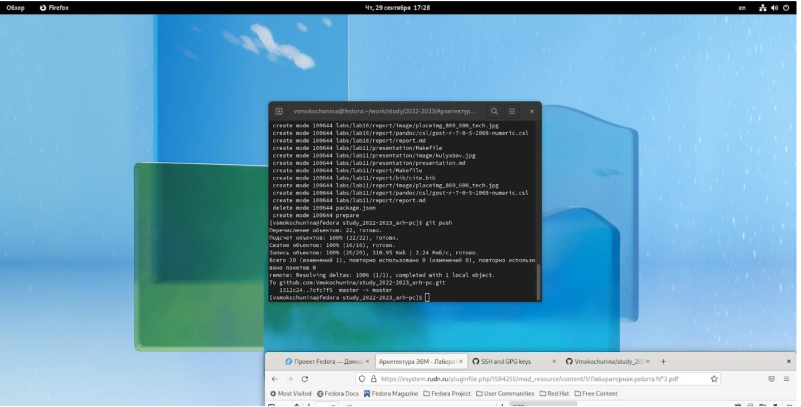 Обзор Firefox Чт, 29 сентября 17:28 en
vsmokochunina@fedora:~/work/study/2022-2023/Архитектур...
create mode 100644 labs/lab10/report/image/placeimg_800_600_tech.jpg
create mode 100644 labs/lab10/report/pandoc/csl/gost-r-7-0-5-2008-numeric.csl
create mode 100644 labs/lab10/report/report.md
create mode 100644 labs/lab11/presentation/Makefile
create mode 100644 labs/lab11/presentation/image/kulyabov.jpg
create mode 100644 labs/lab11/presentation/presentation.md
create mode 100644 labs/lab11/report/Makefile
create mode 100644 labs/lab11/report/bib/cite.bib
create mode 100644 labs/lab11/report/image/placeimg_800_600_tech.jpg
create mode 100644 labs/lab11/report/pandoc/csl/gost-r-7-0-5-2008-numeric.csl
create mode 100644 labs/lab11/report/report.md
delete mode 100644 package.json
create mode 100644 prepare
[vsmokochunina@fedora study_2022-2023_arh-pc]$ git push
Перечисление объектов: 22, готово.
Подсчет объектов: 100% (22/22), готово.
Сжатие объектов: 100% (16/16), готово.
Запись объектов: 100% (20/20), 310.95 КиБ | 2.24 МиБ/с, готово.
Всего 20 (изменений 1), повторно использовано 0 (изменений 0), повторно использо
вано пакетов 0
remote: Resolving deltas: 100% (1/1), completed with 1 local object.
To github.com:Vmokochunina/study_2022-2023_arh-pc.git
1312c24..7cfc7f5 master -> master
[vsmokochunina@fedora study_2022-2023_arh-pc]$
Проект Fedora — Домаш × Архитектура ЭВМ - Лаборат × SSH and GPG keys × Vmokochunina/study_20 × +
https://esystem.rudn.ru/pluginfile.php/1584255/mod_resource/content/1/Лабораторная работа №3.pdf
Most Visited Fedora Docs Fedora Magazine Fedora Project User Communities Red Hat Free Content